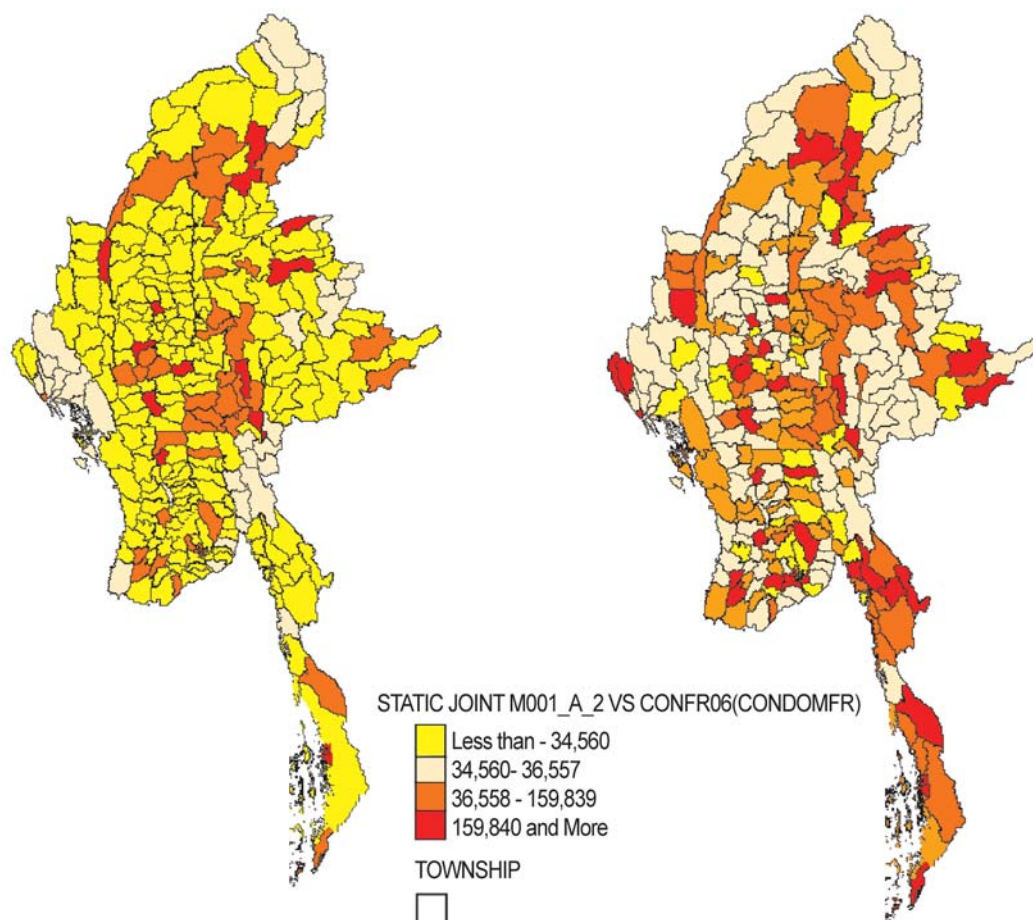 STATIC JOINT M001_A_2 VS CONFR06(CONDOMFR)
Less than - 34,560
34,560- 36,557
36,558 - 159,839
159,840 and More
TOWNSHIP